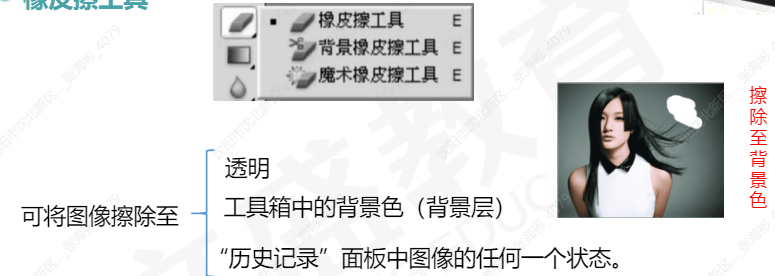 橡皮擦工具
橡皮擦工具 E
背景橡皮擦工具 E
魔术橡皮擦工具 E
擦除至背景色
可将图像擦除至
透明
工具箱中的背景色（背景层）
“历史记录”面板中图像的任何一个状态。